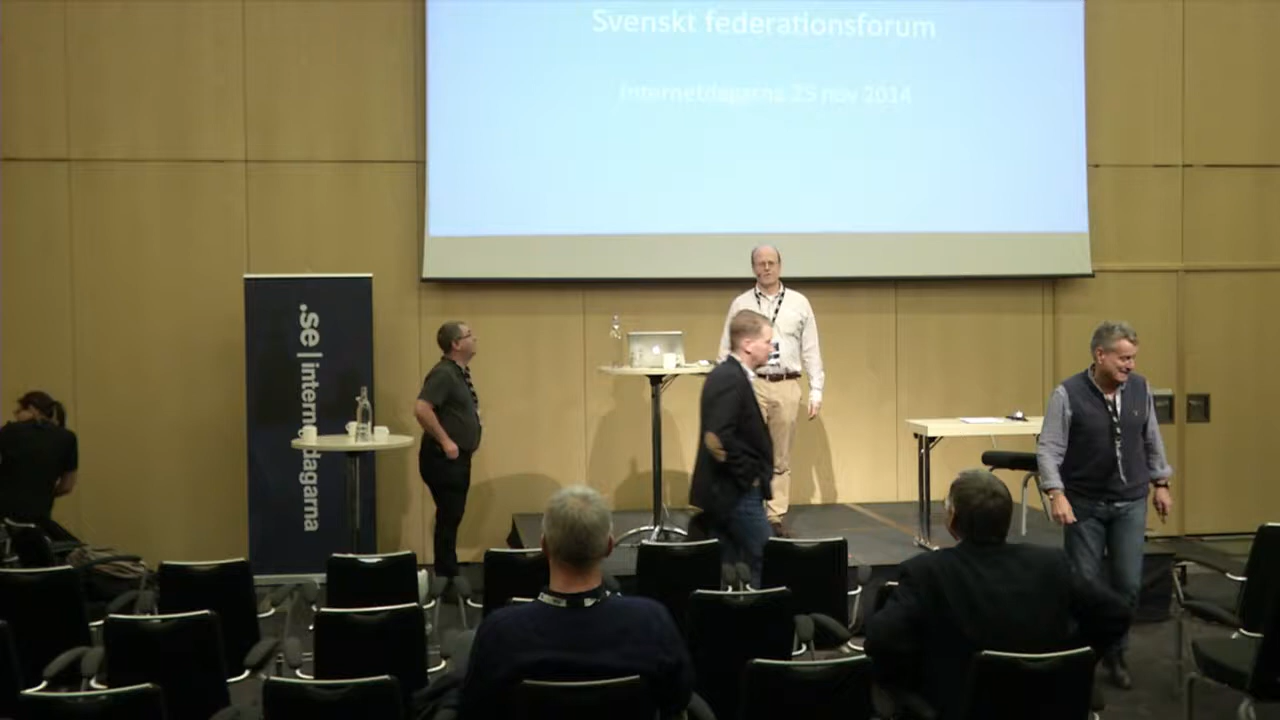 Svenskt federationsforum
Internetdagarna 25 nov 2014
.se | internetdagarna